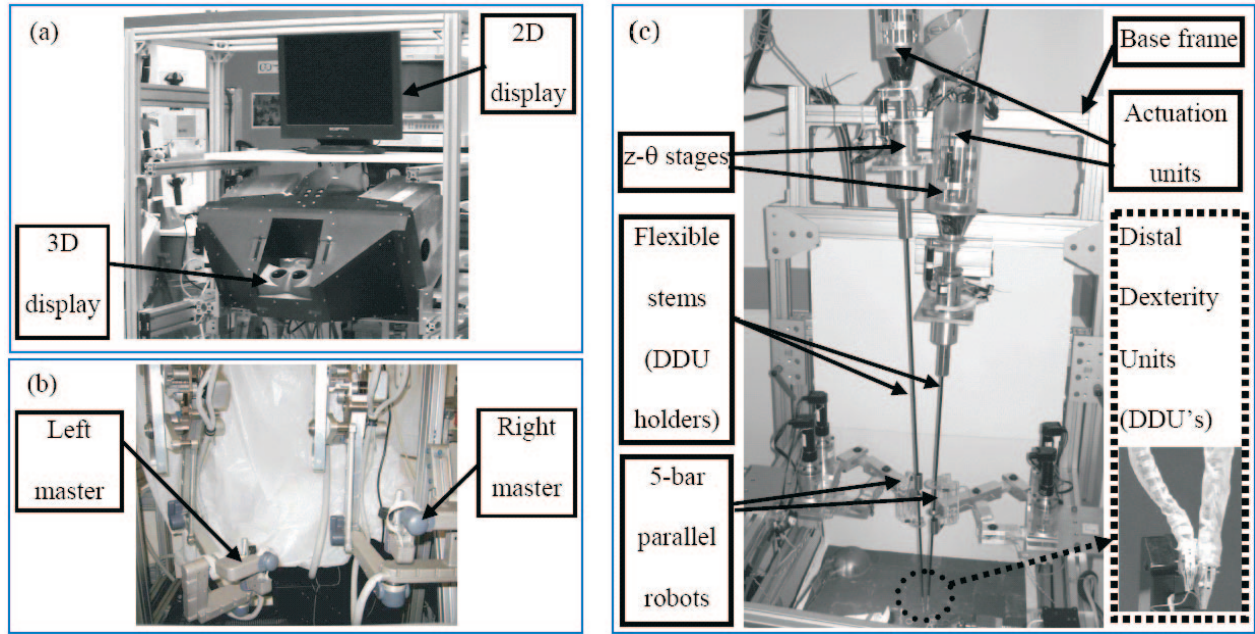 (a)
2D
display
3D
display
(b)
Left
master
Right
master
(c)
Base frame
Actuation
units
z-θ stages
Flexible
stems
(DDU
holders)
5-bar
parallel
robots
Distal
Dexterity
Units
(DDU's)